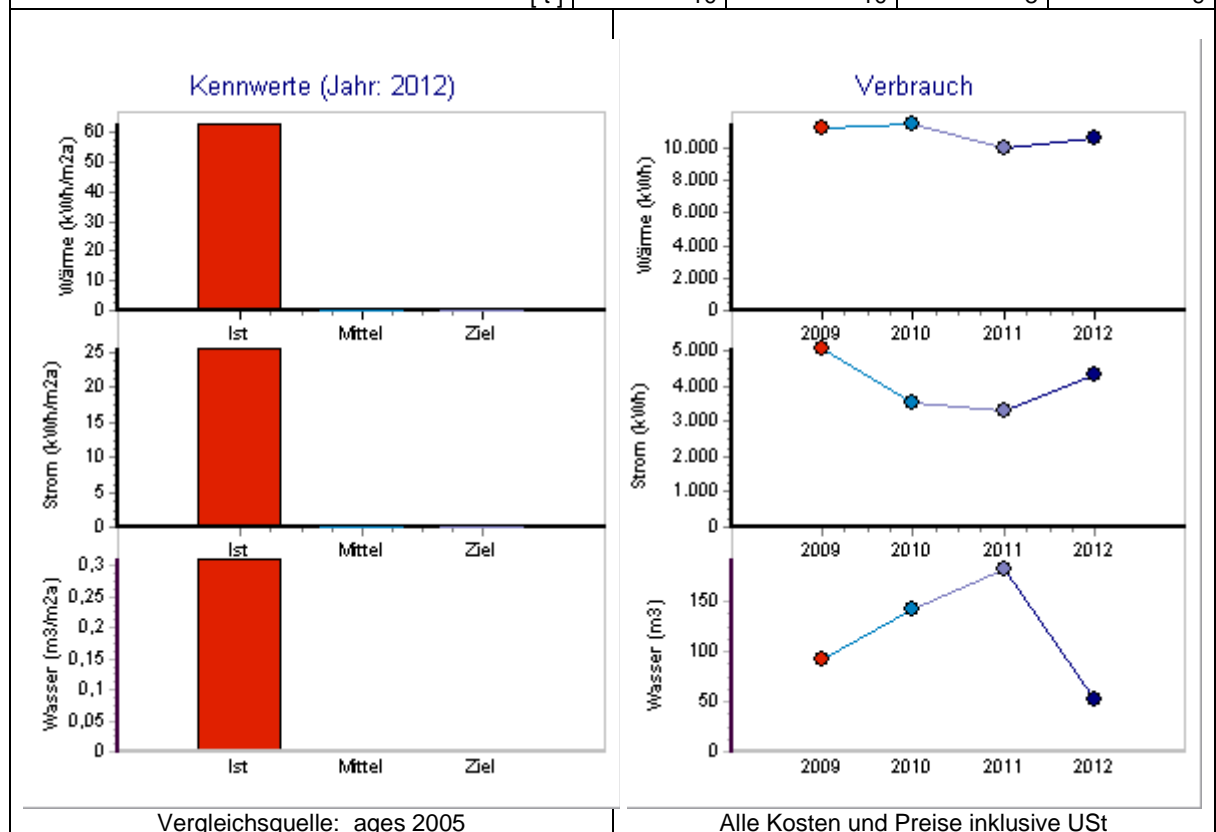 [ t ]
Kennwerte (Jahr: 2012)
Wärme (kWh/m2a)
60
50
40
30
20
10
0
Ist Mittel Ziel
Strom (kWh/m2a)
25
20
15
10
5
0
Ist Mittel Ziel
Wasser (m3/m2a)
0,3
0,25
0,2
0,15
0,1
0,05
0
Ist Mittel Ziel
Vergleichsquelle: ages 2005
Verbrauch
Wärme (kWh)
10.000
8.000
6.000
4.000
2.000
0
2009 2010 2011 2012
Strom (kWh)
5.000
4.000
3.000
2.000
1.000
0
2009 2010 2011 2012
Wasser (m3)
150
100
50
0
2009 2010 2011 2012
Alle Kosten und Preise inklusive USt